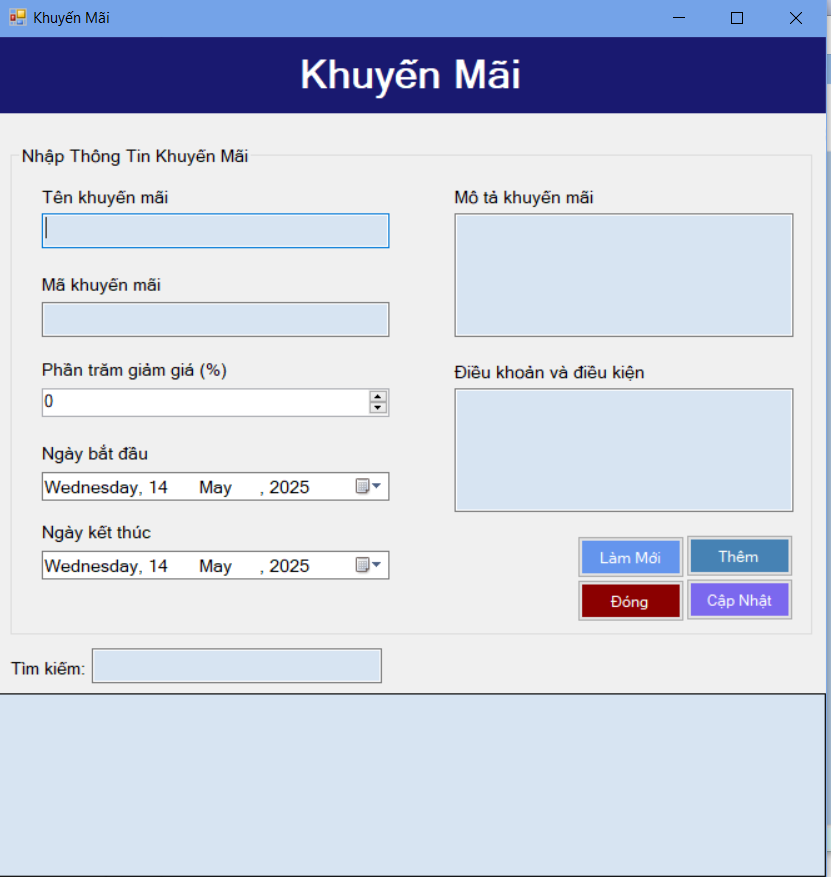 Khuyến Mãi
Khuyến Mãi
Nhập Thông Tin Khuyến Mãi
Tên khuyến mãi
Mã khuyến mãi
Phần trăm giảm giá (%)
0
Ngày bắt đầu
Wednesday, 14 May , 2025
Ngày kết thúc
Wednesday, 14 May , 2025
Mô tả khuyến mãi
Điều khoản và điều kiện
Làm Mới
Thêm
Đóng
Cập Nhật
Tìm kiếm: